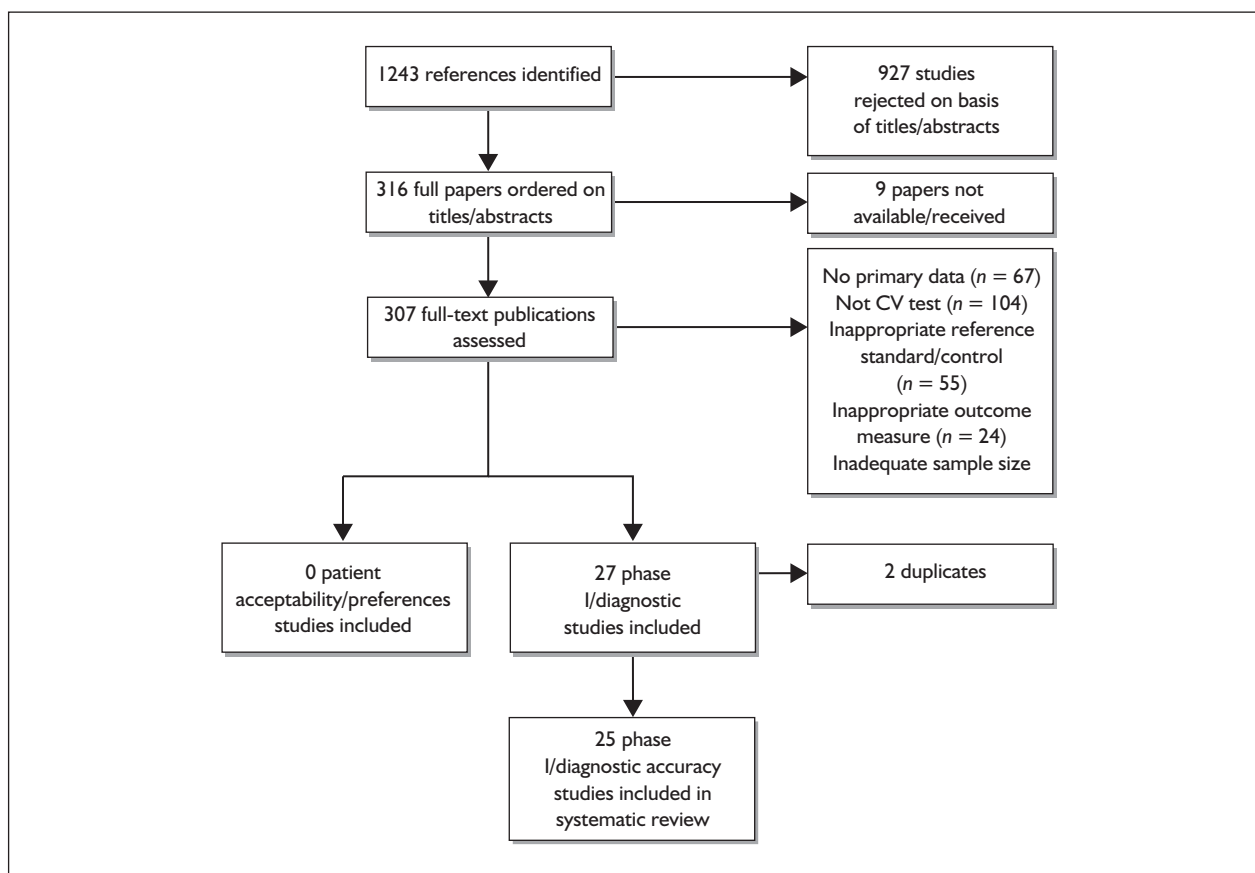 1243 references identified
927 studies
rejected on basis
of titles/abstracts
316 full papers ordered on
titles/abstracts
9 papers not
available/received
307 full-text publications
assessed
No primary data (n = 67)
Not CV test (n = 104)
Inappropriate reference
standard/control
(n = 55)
Inappropriate outcome
measure (n = 24)
Inadequate sample size
0 patient
acceptability/preferences
studies included
27 phase
I/diagnostic
studies included
2 duplicates
25 phase
I/diagnostic accuracy
studies included in
systematic review